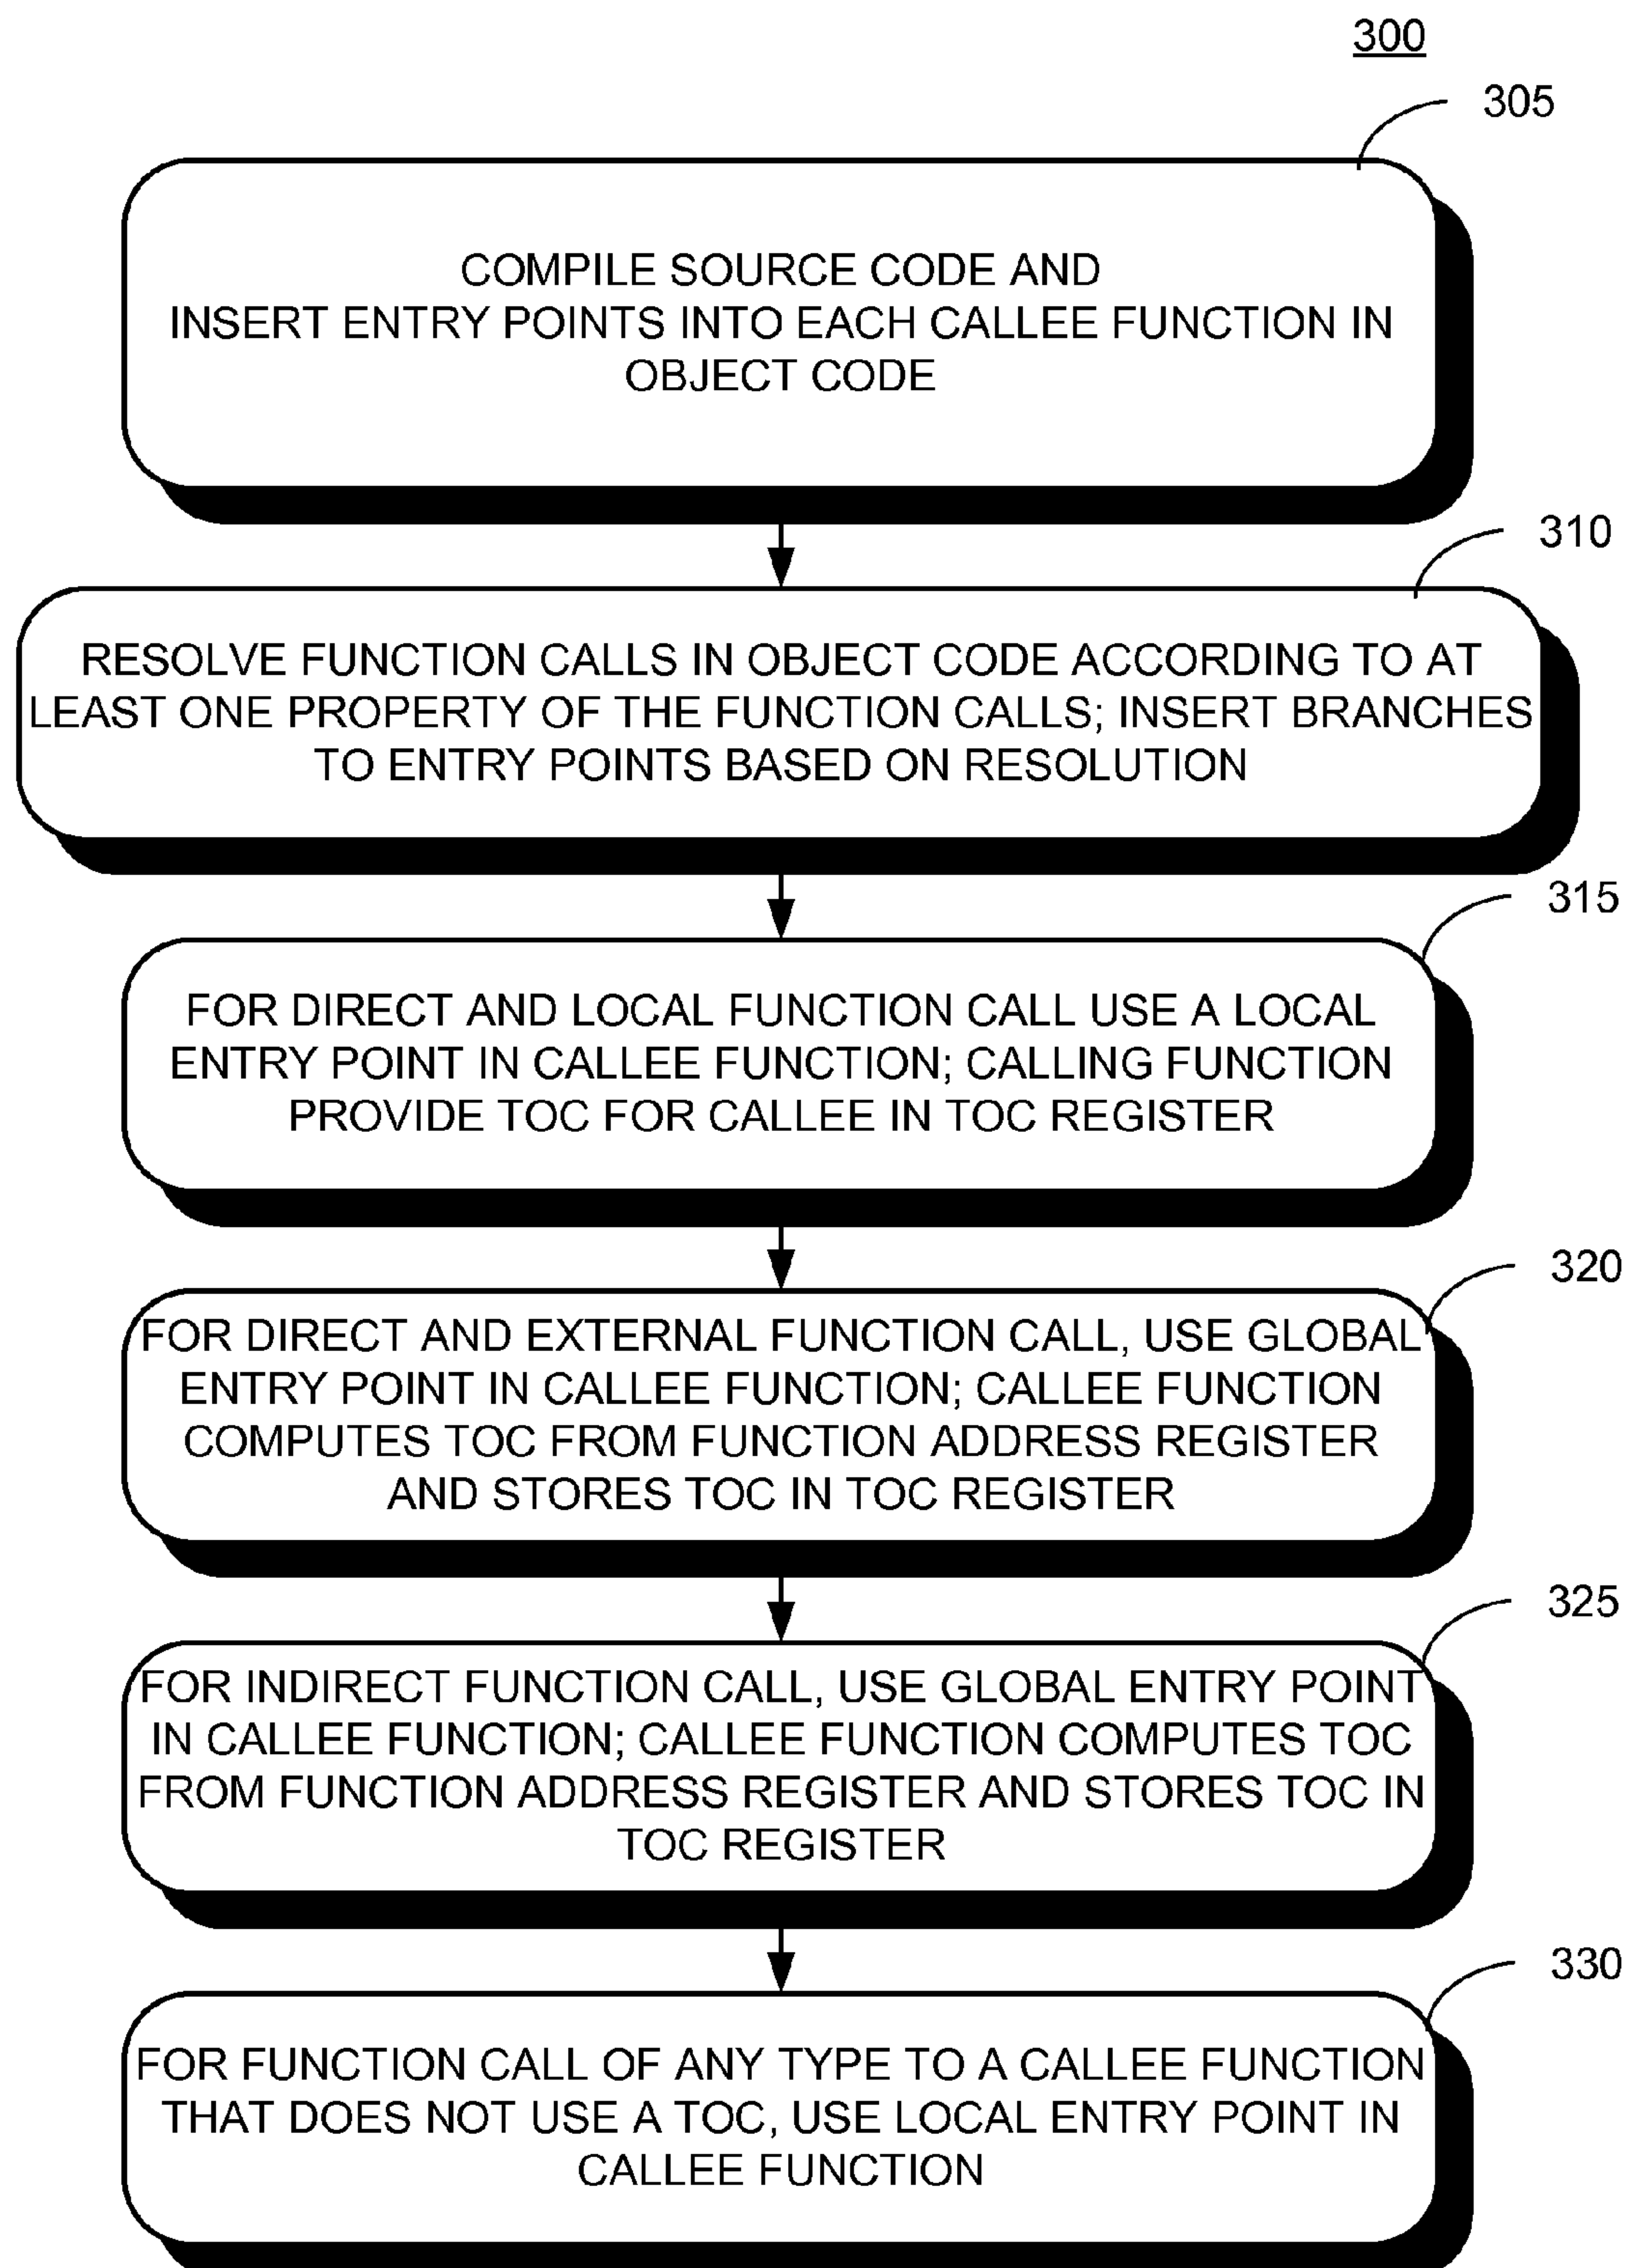 300
305
COMPILE SOURCE CODE AND
INSERT ENTRY POINTS INTO EACH CALLEE FUNCTION IN
OBJECT CODE
310
RESOLVE FUNCTION CALLS IN OBJECT CODE ACCORDING TO AT
LEAST ONE PROPERTY OF THE FUNCTION CALLS; INSERT BRANCHES
TO ENTRY POINTS BASED ON RESOLUTION
315
FOR DIRECT AND LOCAL FUNCTION CALL USE A LOCAL
ENTRY POINT IN CALLEE FUNCTION; CALLING FUNCTION
PROVIDE TOC FOR CALLEE IN TOC REGISTER
320
FOR DIRECT AND EXTERNAL FUNCTION CALL, USE GLOBAL
ENTRY POINT IN CALLEE FUNCTION; CALLEE FUNCTION
COMPUTES TOC FROM FUNCTION ADDRESS REGISTER
AND STORES TOC IN TOC REGISTER
325
FOR INDIRECT FUNCTION CALL, USE GLOBAL ENTRY POINT
IN CALLEE FUNCTION; CALLEE FUNCTION COMPUTES TOC
FROM FUNCTION ADDRESS REGISTER AND STORES TOC IN
TOC REGISTER
330
FOR FUNCTION CALL OF ANY TYPE TO A CALLEE FUNCTION
THAT DOES NOT USE A TOC, USE LOCAL ENTRY POINT IN
CALLEE FUNCTION